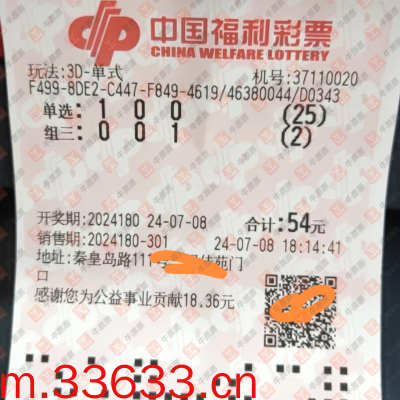 中国福利彩票
CHINA WELFARE LOTTERY
玩法:3D-单式 机号:37110020
F499-8DE2-C447-F849-4619/46380044/D0343
单选:1 0 0 (25)
组三:0 0 1 (2)
开奖期:2024180 24-07-08 合计:54元
销售期:2024180-301 24-07-08 18:14:41
地址:秦皇岛路111 苑门
口
感谢您为公益事业贡献18.36元
m.33633.cn